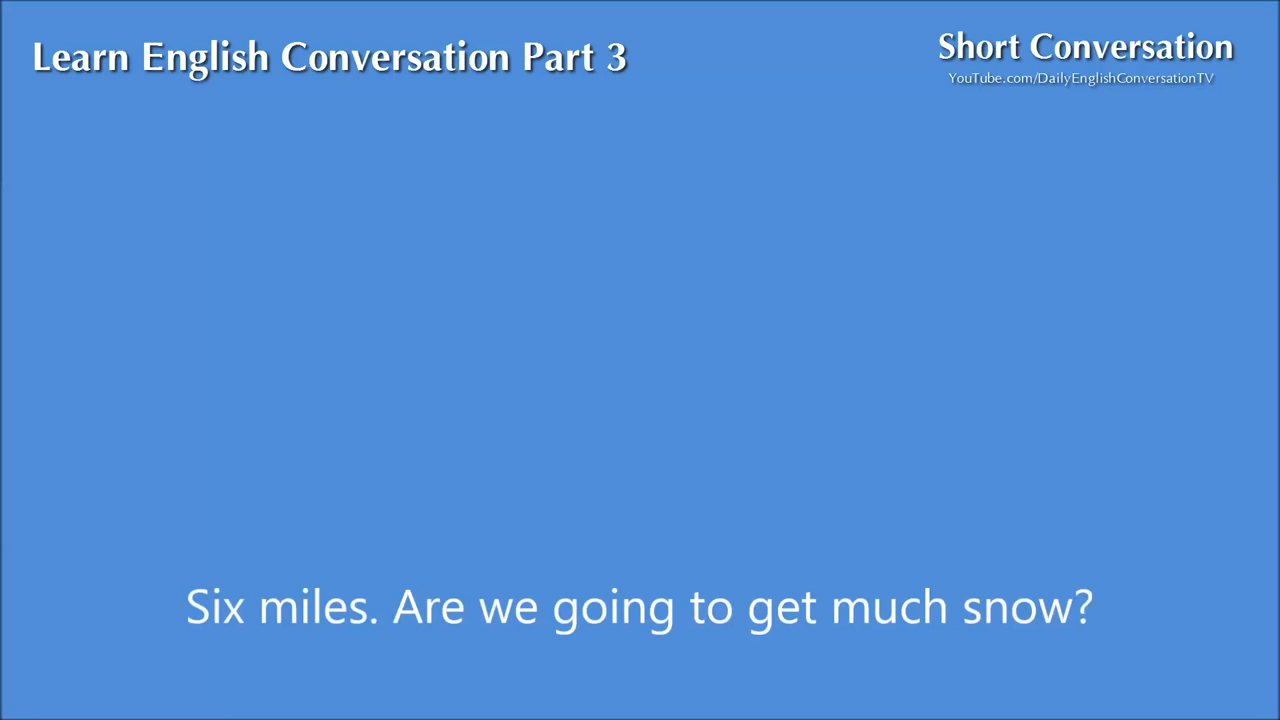 Learn English Conversation Part 3
Short Conversation
YouTube.com/DailyEnglishConversationTV
Six miles. Are we going to get much snow?